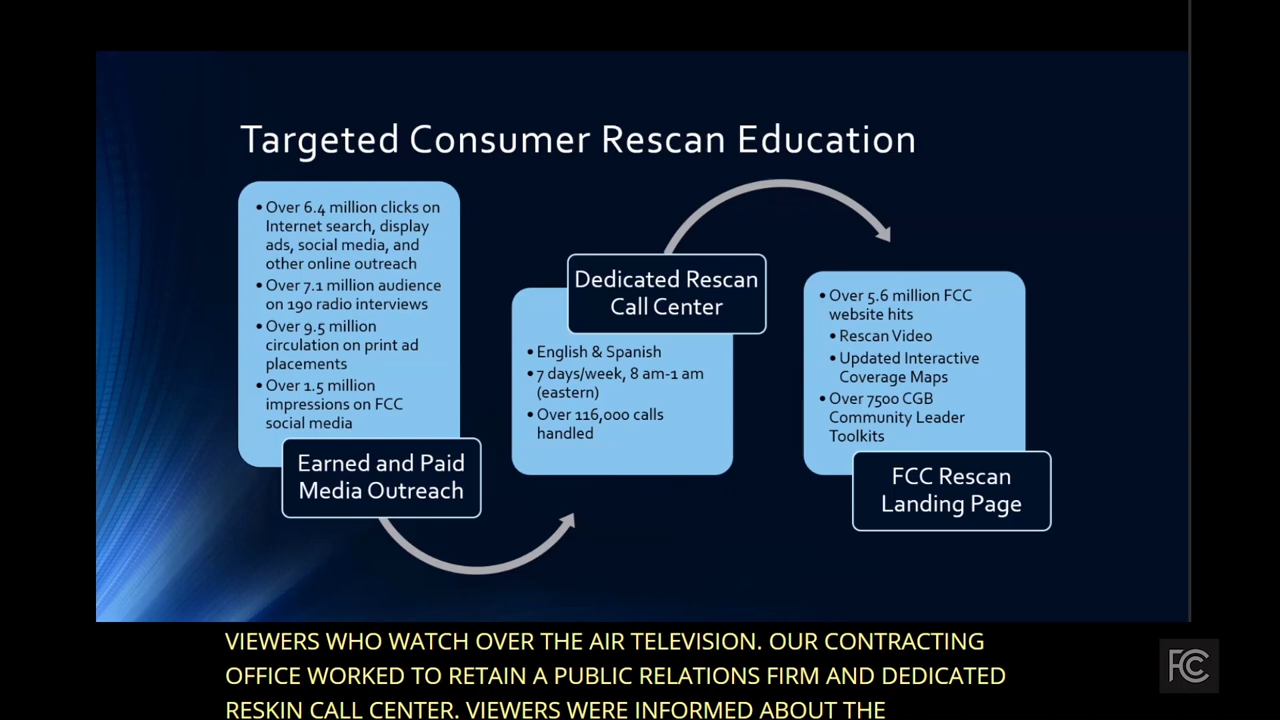 Targeted Consumer Rescan Education
• Over 6.4 million clicks on
Internet search, display
ads, social media, and
other online outreach
• Over 7.1 million audience
on 190 radio interviews
• Over 9.5 million
circulation on print ad
placements
• Over 1.5 million
impressions on FCC
social media
Earned and Paid
Media Outreach
Dedicated Rescan
Call Center
• English & Spanish
• 7 days/week, 8 am-1 am
(eastern)
• Over 116,000 calls
handled
• Over 5.6 million FCC
website hits
• Rescan Video
• Updated Interactive
Coverage Maps
• Over 7500 CGB
Community Leader
Toolkits
FCC Rescan
Landing Page
VIEWERS WHO WATCH OVER THE AIR TELEVISION. OUR CONTRACTING
OFFICE WORKED TO RETAIN A PUBLIC RELATIONS FIRM AND DEDICATED
RESKIN CALL CENTER. VIEWERS WERE INFORMED ABOUT THE
FCC